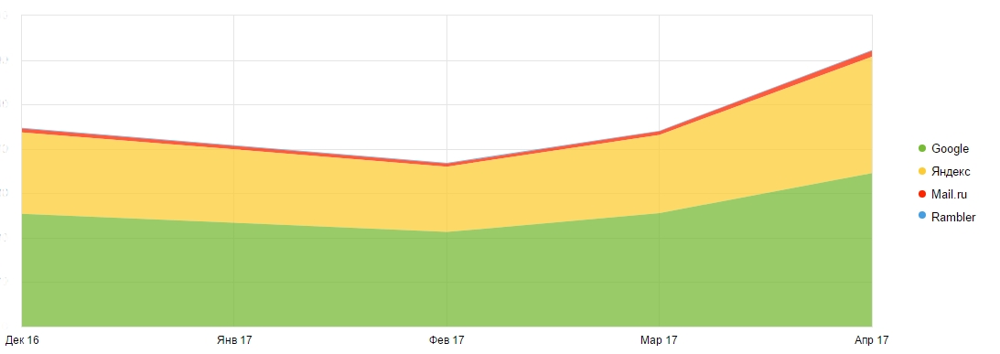 Google
Яндекс
Mail.ru
Rambler
Дек 16
Янв 17
Фев 17
Мар 17
Апр 17